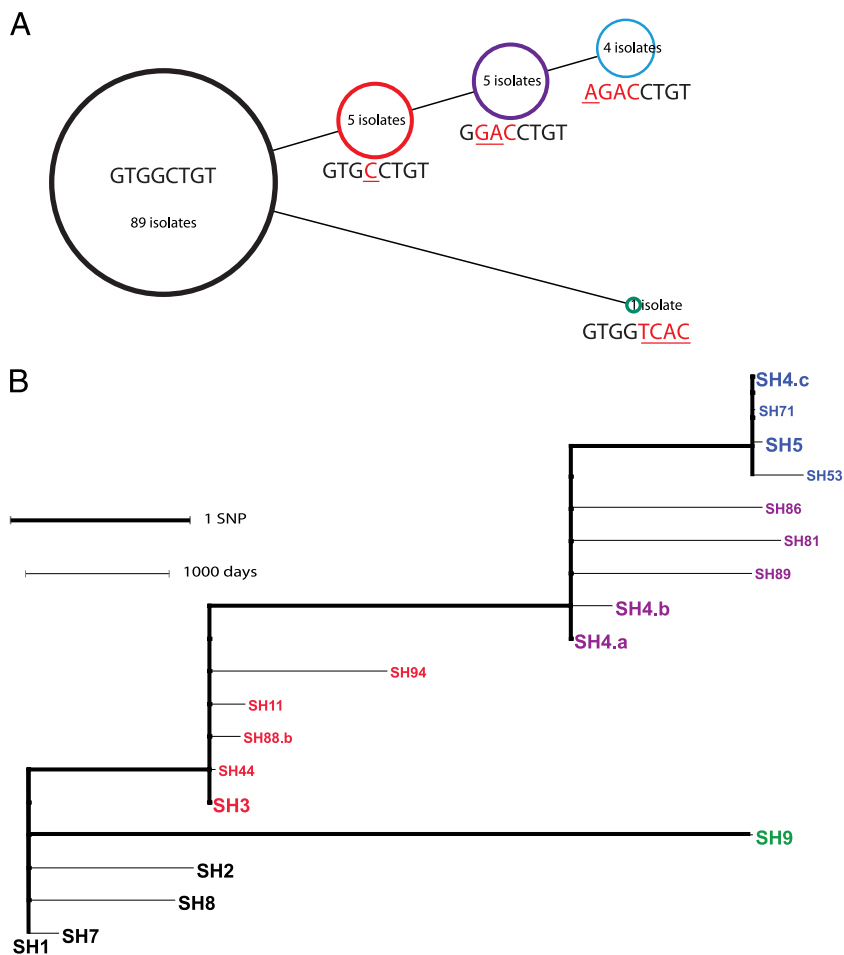 A
4 isolates
5 isolates
AGACCTGT
5 isolates
GGACCTGT
GTGGCTGT
GTGCCTGT
89 isolates
1 isolate
GTGGTCAC
B
SH4.c
SH71
SH5
SH53
SH86
1 SNP
SH81
1000 days
SH89
SH4.b
SH4.a
SH94
SH11
SH88.b
SH44
SH3
SH9
SH2
SH8
SH7
SH1